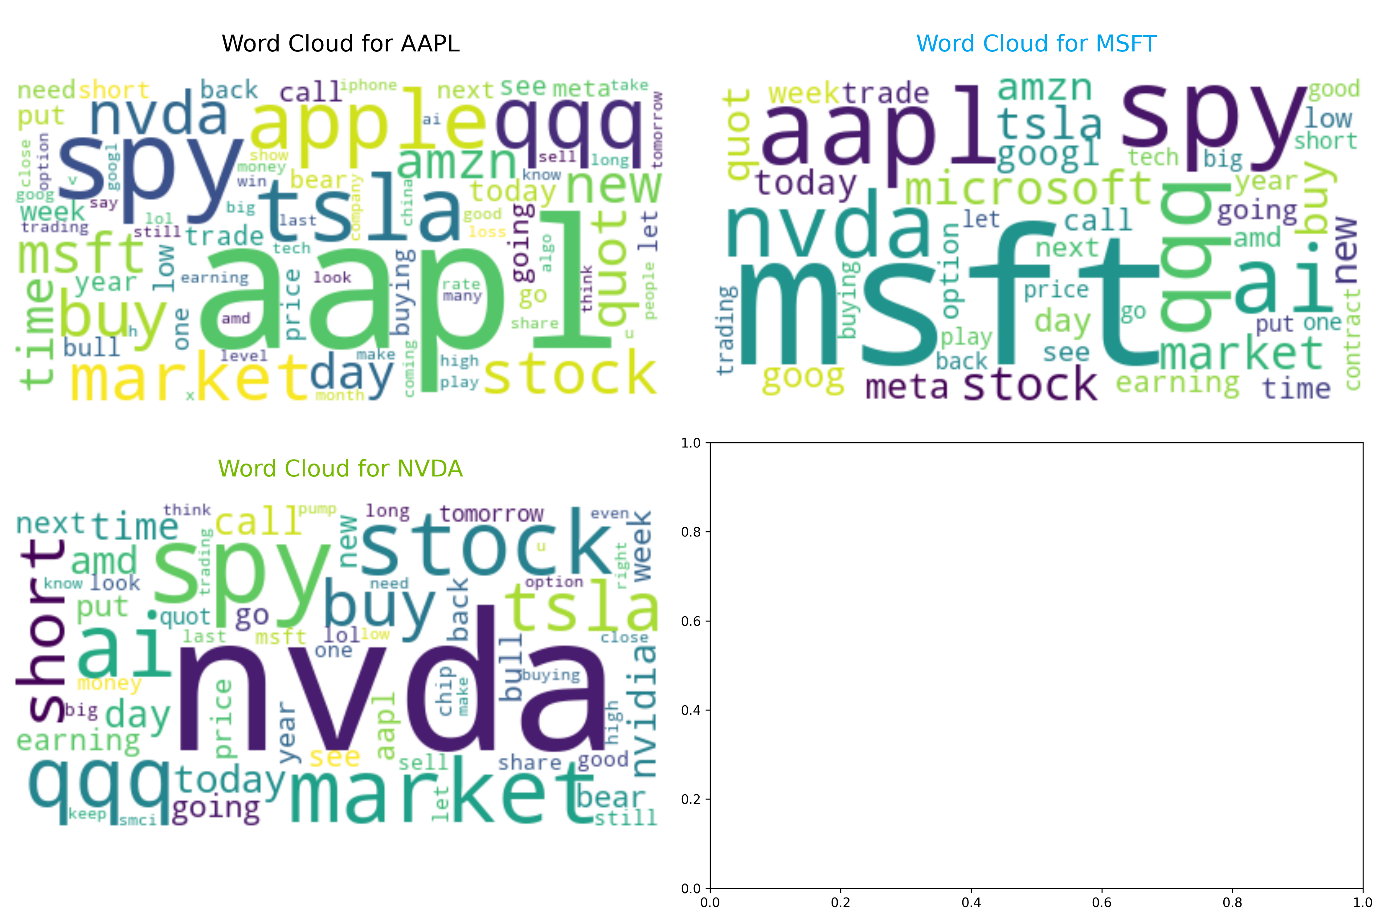 Word Cloud for AAPL
need short back call iphone next see meta take
put nvda apple qqq ai tomorrow
close option spy googl v show money win bear amzn sell know long
goog say week trading lol still big tsla last company china today good loss new
msft low trade tech going algo quot let people
year earning aapl look price buying rate many go think
time buy h one amd share u
bull level make high coming
market x day month play stock
Word Cloud for MSFT
quot week trade amzn spy good
aapl tsla low short
today googl tech big
microsoft year buy
nvda let call qqq going new
msft next amd ai
trading buying option price go put one contract
play day market
goog back see
meta stock earning time
Word Cloud for NVDA
next time think call pump long tomorrow even
short amd spy trading new stock u right week
know look put quot go buy need back option tsla
ai last msft lol low one close
money nvda chip make bull buying nvidia
big day price year aapl high
earning see sell share good
qqq today market let bear
keep smci going still
1.0
0.8
0.6
0.4
0.2
0.0
0.0 0.2 0.4 0.6 0.8 1.0